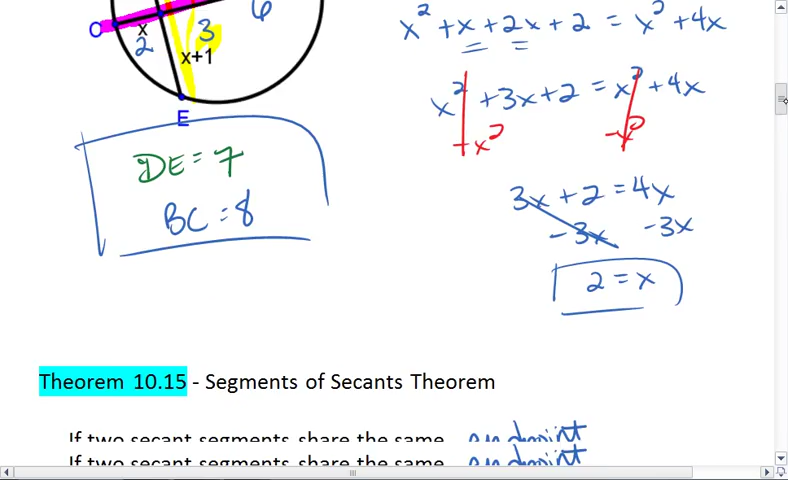 6
x² + x + 2x + 2 = x² + 4x
C x
2 3
x+1
x² + 3x + 2 = x² + 4x
E
- x² - x²
DE = 7
3x + 2 = 4x
BC = 8
- 3x - 3x
2 = x
Theorem 10.15 - Segments of Secants Theorem
If two secant segments share the same endpoint
If two secant segments share the same endpoint